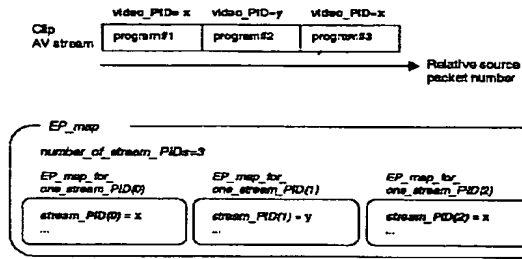 video_PID= x video_PID=y video_PID=x
Clip
AV stream
program#1 program#2 program#3
Relative source
packet number
EP_map
number_of_stream_PIDs=3
EP_map_for_
one_stream_PID(0)
EP_map_for_
one_stream_PID(1)
EP_map_for_
one_stream_PID(2)
stream_PID(0) = x
...
stream_PID(1) = y
...
stream_PID(2) = x
...